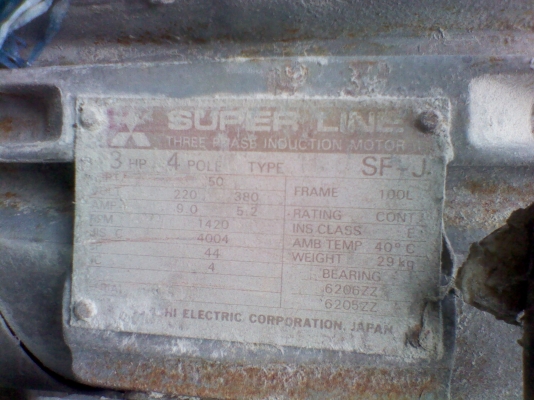 SUPER LINE
THREE PHASE INDUCTION MOTOR
3 HP 4 POLE TYPE SF-J
50
220 380
9.0 5.2
1420
4004
44
4
FRAME 100L
RATING CONT
INS CLASS E
AMB TEMP 40°C
WEIGHT 29kg
BEARING
6206ZZ
6205ZZ
ELECTRIC CORPORATION, JAPAN